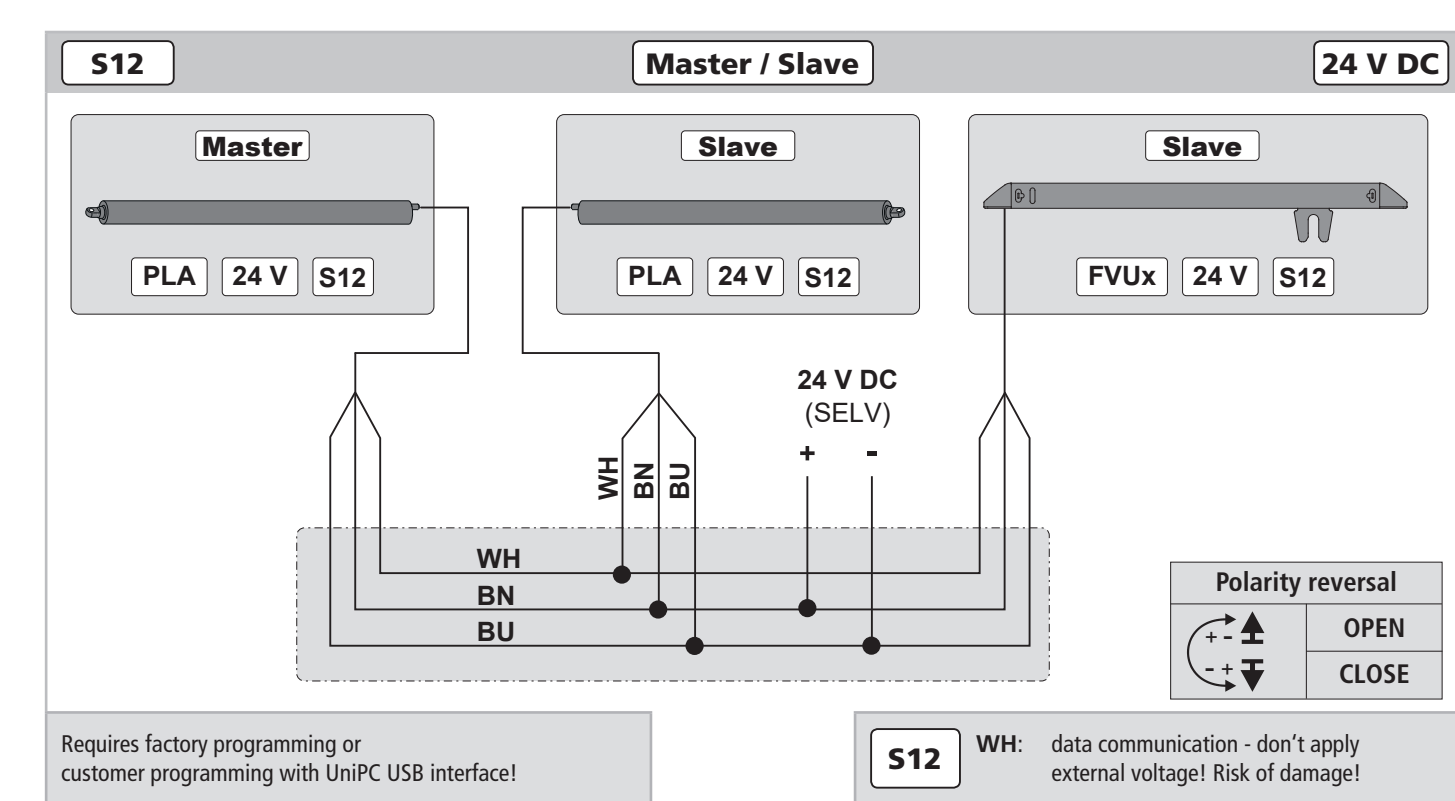 S12 Master / Slave 24 V DC
Master
PLA 24 V S12
Slave
PLA 24 V S12
Slave
FVUx 24 V S12
24 V DC
(SELV)
+ -
WH
BN
BU
WH
BN
BU
Polarity reversal
+ - OPEN
- + CLOSE
Requires factory programming or
customer programming with UniPC USB interface!
S12 WH: data communication - don't apply
external voltage! Risk of damage!